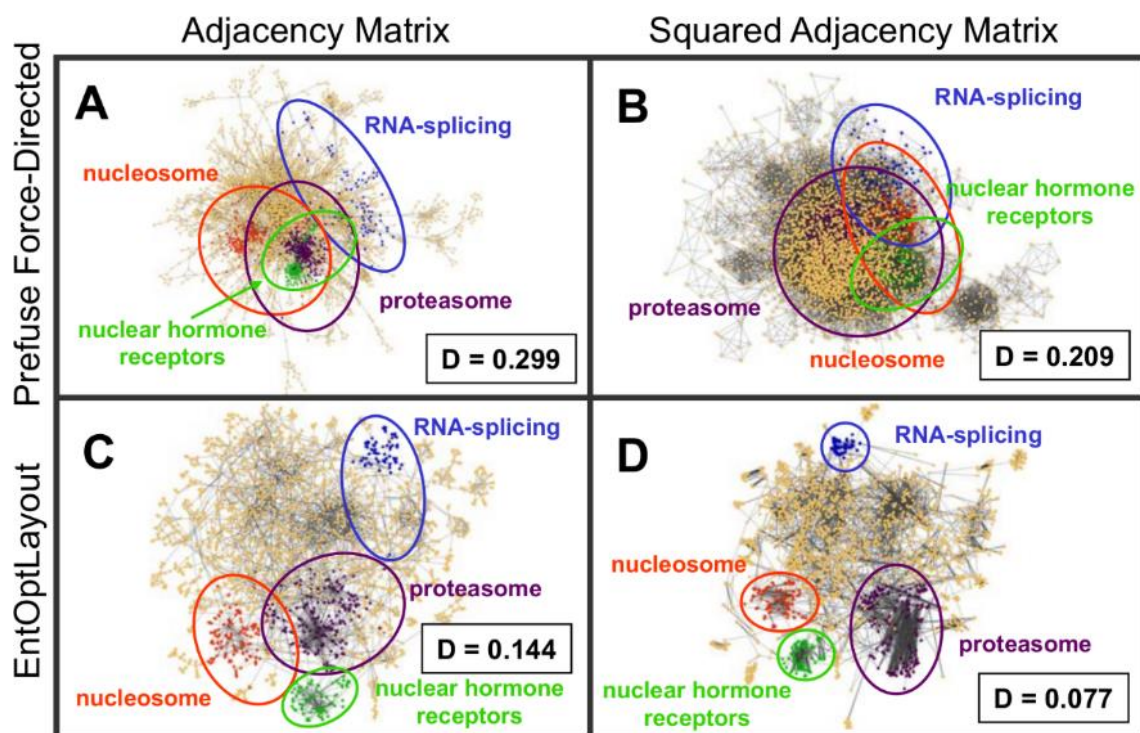 Adjacency Matrix
Squared Adjacency Matrix
Prefuse Force-Directed
A
RNA-splicing
nucleosome
proteasome
nuclear hormone
receptors
D = 0.299
B
RNA-splicing
nuclear hormone
receptors
proteasome
nucleosome
D = 0.209
EntOptLayout
C
RNA-splicing
proteasome
D = 0.144
nucleosome
nuclear hormone
receptors
D
RNA-splicing
nucleosome
proteasome
nuclear hormone
receptors
D = 0.077